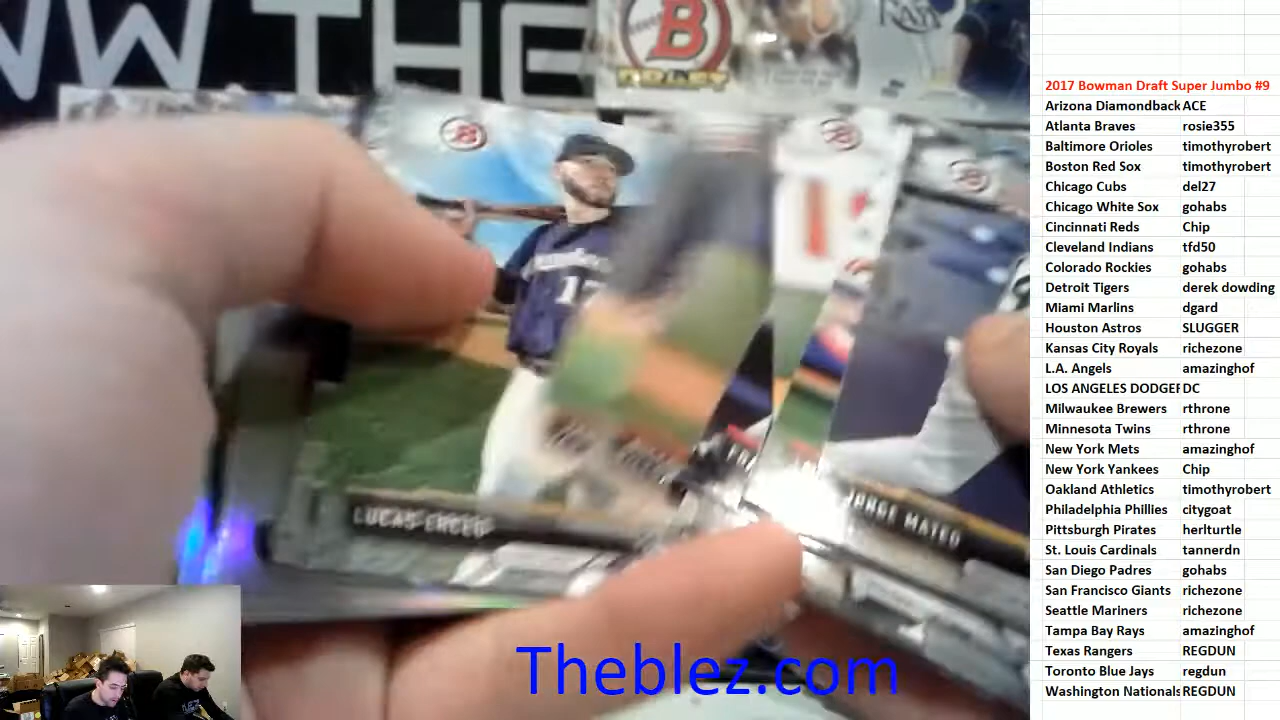 NW THE
B
RAYS
1
LUCAS ERCEG
JORGE MATEO
Theblez.com
2017 Bowman Draft Super Jumbo #9
Arizona Diamondback ACE
Atlanta Braves rosie355
Baltimore Orioles timothyrobert
Boston Red Sox timothyrobert
Chicago Cubs del27
Chicago White Sox gohabs
Cincinnati Reds Chip
Cleveland Indians tfd50
Colorado Rockies gohabs
Detroit Tigers derek dowding
Miami Marlins dgard
Houston Astros SLUGGER
Kansas City Royals richezone
L.A. Angels amazinghof
LOS ANGELES DODGER DC
Milwaukee Brewers rthrone
Minnesota Twins rthrone
New York Mets amazinghof
New York Yankees Chip
Oakland Athletics timothyrobert
Philadelphia Phillies citygoat
Pittsburgh Pirates herlturtle
St. Louis Cardinals tannerdn
San Diego Padres gohabs
San Francisco Giants richezone
Seattle Mariners richezone
Tampa Bay Rays amazinghof
Texas Rangers REGDUN
Toronto Blue Jays regdun
Washington Nationals REGDUN